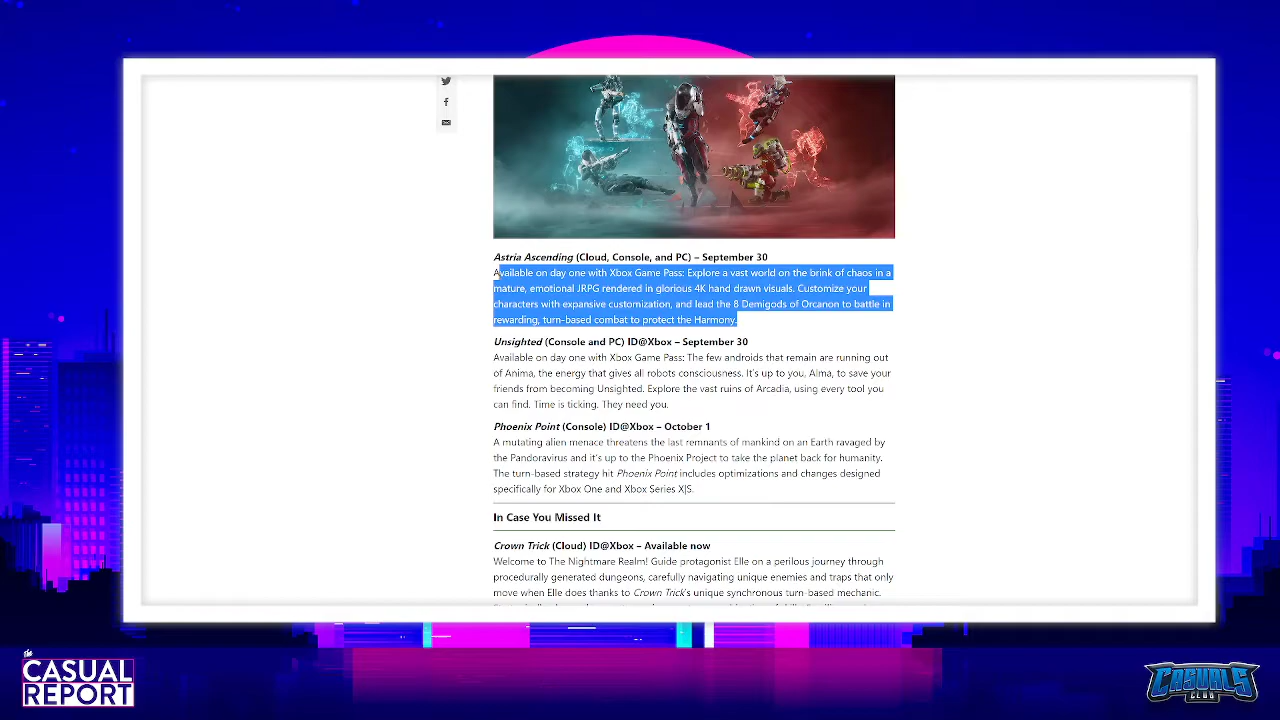 Astria Ascending (Cloud, Console, and PC) – September 30
Available on day one with Xbox Game Pass: Explore a vast world on the brink of chaos in a
mature, emotional JRPG rendered in glorious 4K hand drawn visuals. Customize your
characters with expansive customization, and lead the 8 Demigods of Orcanon to battle in
rewarding, turn-based combat to protect the Harmony.
Unsighted (Console and PC) ID@Xbox – September 30
Available on day one with Xbox Game Pass: The few androids that remain are running out
of Anima, the energy that gives all robots consciousness. It's up to you, Alma, to save your
friends from becoming Unsighted. Explore the vast ruins of Arcadia, using every tool you
can find. Time is ticking. They need you.
Phoenix Point (Console) ID@Xbox – October 1
A mutating alien menace threatens the last remnants of mankind on an Earth ravaged by
the Pandoravirus and it's up to the Phoenix Project to take the planet back for humanity.
The turn-based strategy hit Phoenix Point includes optimizations and changes designed
specifically for Xbox One and Xbox Series X|S.
In Case You Missed It
Crown Trick (Cloud) ID@Xbox – Available now
Welcome to The Nightmare Realm! Guide protagonist Elle on a perilous journey through
procedurally generated dungeons, carefully navigating unique enemies and traps that only
move when Elle does thanks to Crown Trick's unique synchronous turn-based mechanic.
the
CASUAL
REPORT
CASUALS
CLUB